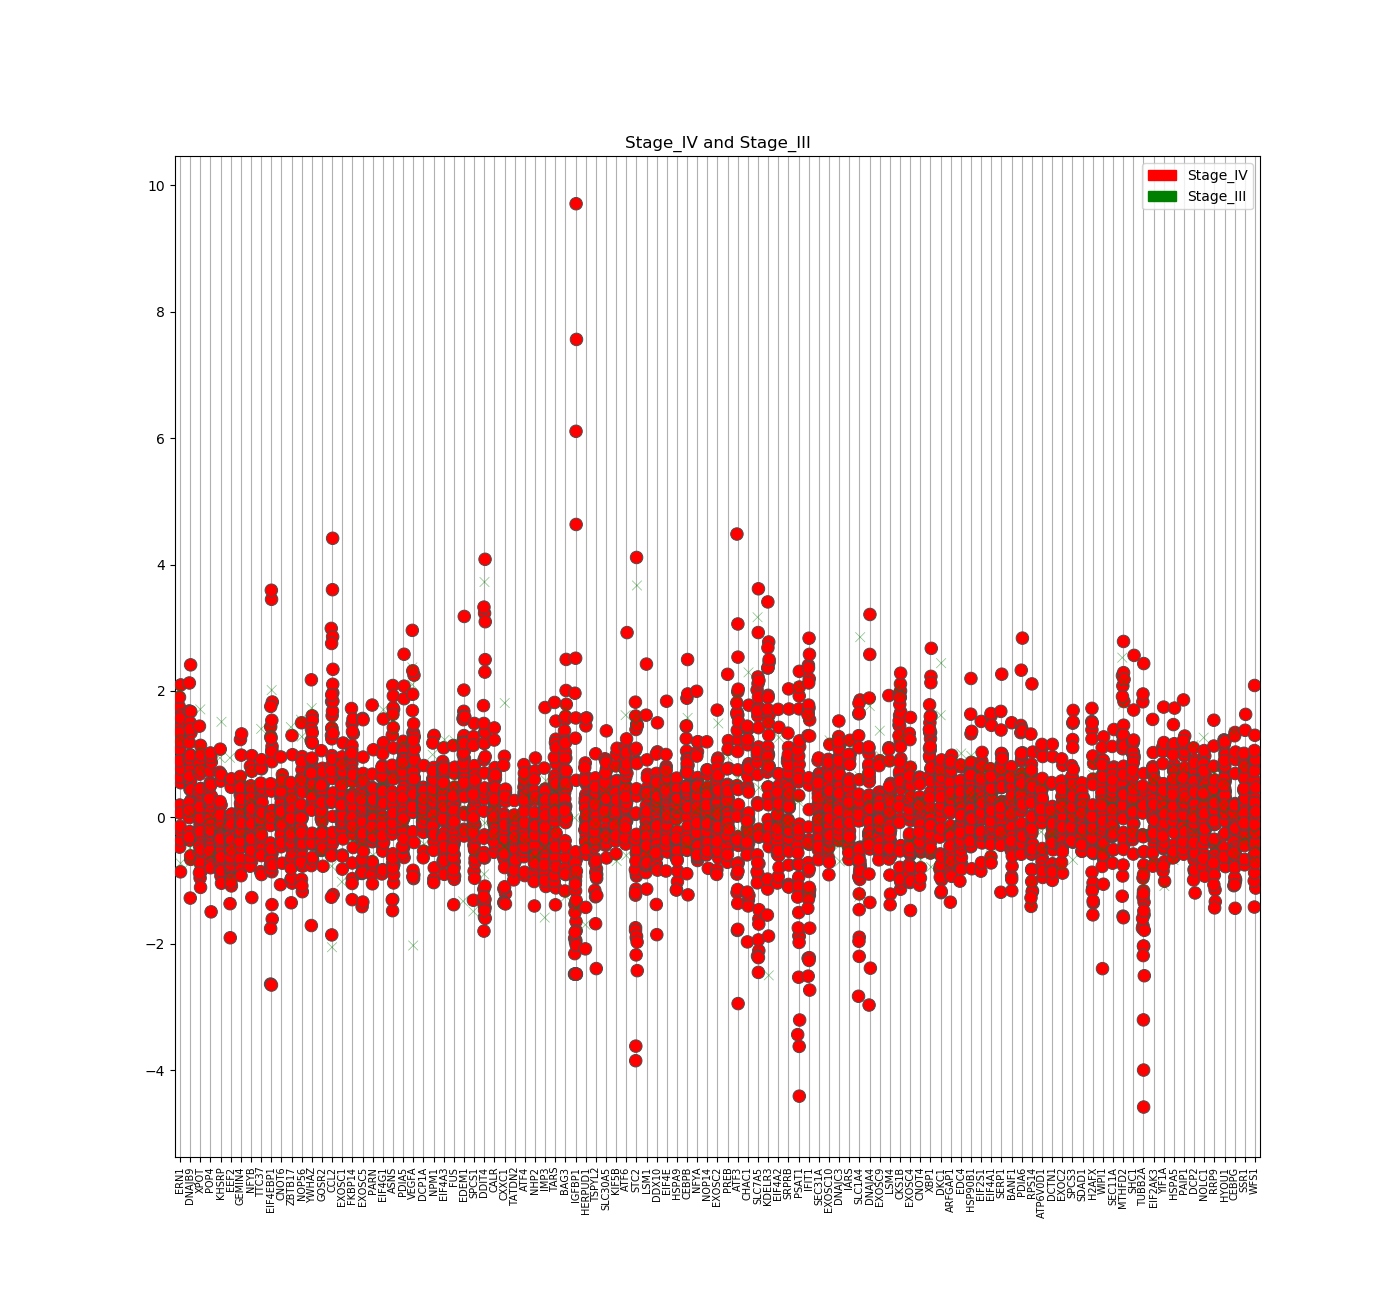 Stage_IV and Stage_III
Stage_IV
Stage_III
10
8
6
4
2
0
−2
−4
ERN1
DNAJB9
XPOT
POP4
KHSRP
EEF2
GEMIN4
NFYB
TTC37
EIF4EBP1
CNOT6
ZBTB17
NOP56
YWHAZ
GOSR2
CCL2
EXOSC1
FKBP14
EXOSC5
PARN
EIF4G1
ASNS
PDIA5
VEGFA
DCP1A
NPM1
EIF4A3
FUS
EDEM1
SPCS1
DDIT4
CALR
CXXC1
TATDN2
ATF4
NHP2
IMP3
TARS
BAG3
IGFBP1
HERPUD1
TSPYL2
SLC30A5
KIF5B
ATF6
STC2
LSM1
DDX10
EIF4E
HSPA9
CEBPB
NFYA
NOP14
EXOSC2
PREB
ATF3
CHAC1
SLC7A5
KDELR3
EIF4A2
SRPRB
PSAT1
IFIT1
SEC31A
EXOSC10
DNAJC3
IARS
SLC1A4
DNAJA4
EXOSC9
LSM4
CKS1B
EXOSC4
CNOT4
XBP1
DKC1
ARFGAP1
EDC4
HSP90B1
EIF2S1
EIF4A1
SERP1
BANF1
PDIA6
RPS14
ATP6V0D1
DCTN1
EXOC2
SPCS3
SDAD1
H2AFX
WIPI1
SEC11A
MTHFD2
SHC1
TUBB2A
EIF2AK3
YIF1A
HSPA5
PAIP1
DCP2
NOLC1
RRP9
HYOU1
CEBPG
SSR1
WFS1